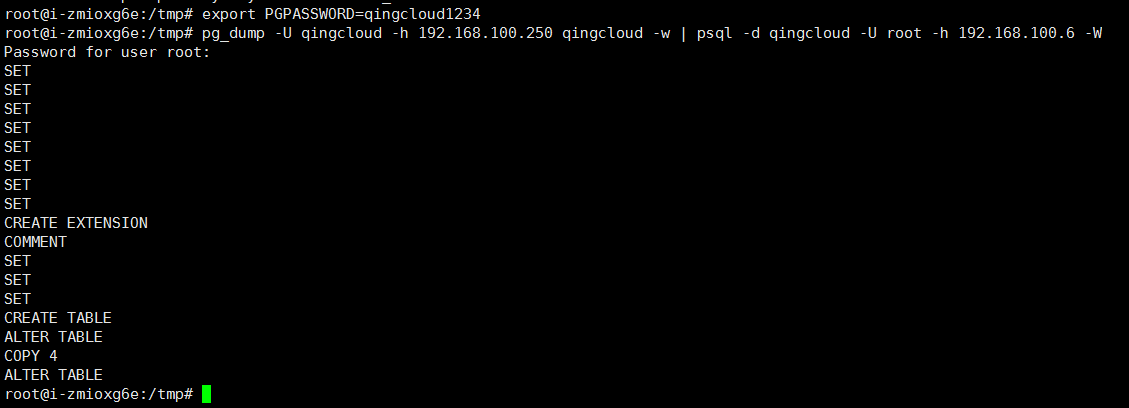 root@i-zmioxg6e:/tmp# export PGPASSWORD=qingcloud1234
root@i-zmioxg6e:/tmp# pg_dump -U qingcloud -h 192.168.100.250 qingcloud -w | psql -d qingcloud -U root -h 192.168.100.6 -W
Password for user root:
SET
SET
SET
SET
SET
SET
SET
SET
CREATE EXTENSION
COMMENT
SET
SET
SET
CREATE TABLE
ALTER TABLE
COPY 4
ALTER TABLE
root@i-zmioxg6e:/tmp#